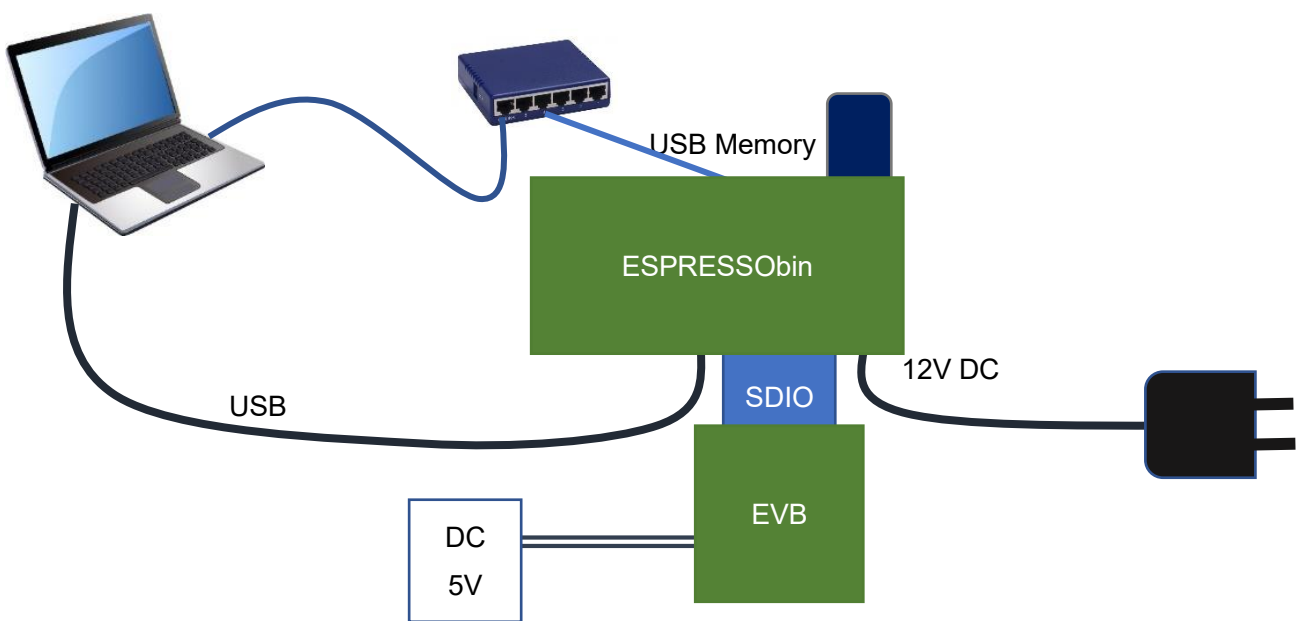 USB Memory
ESPRESSObin
12V DC
SDIO
USB
EVB
DC
5V